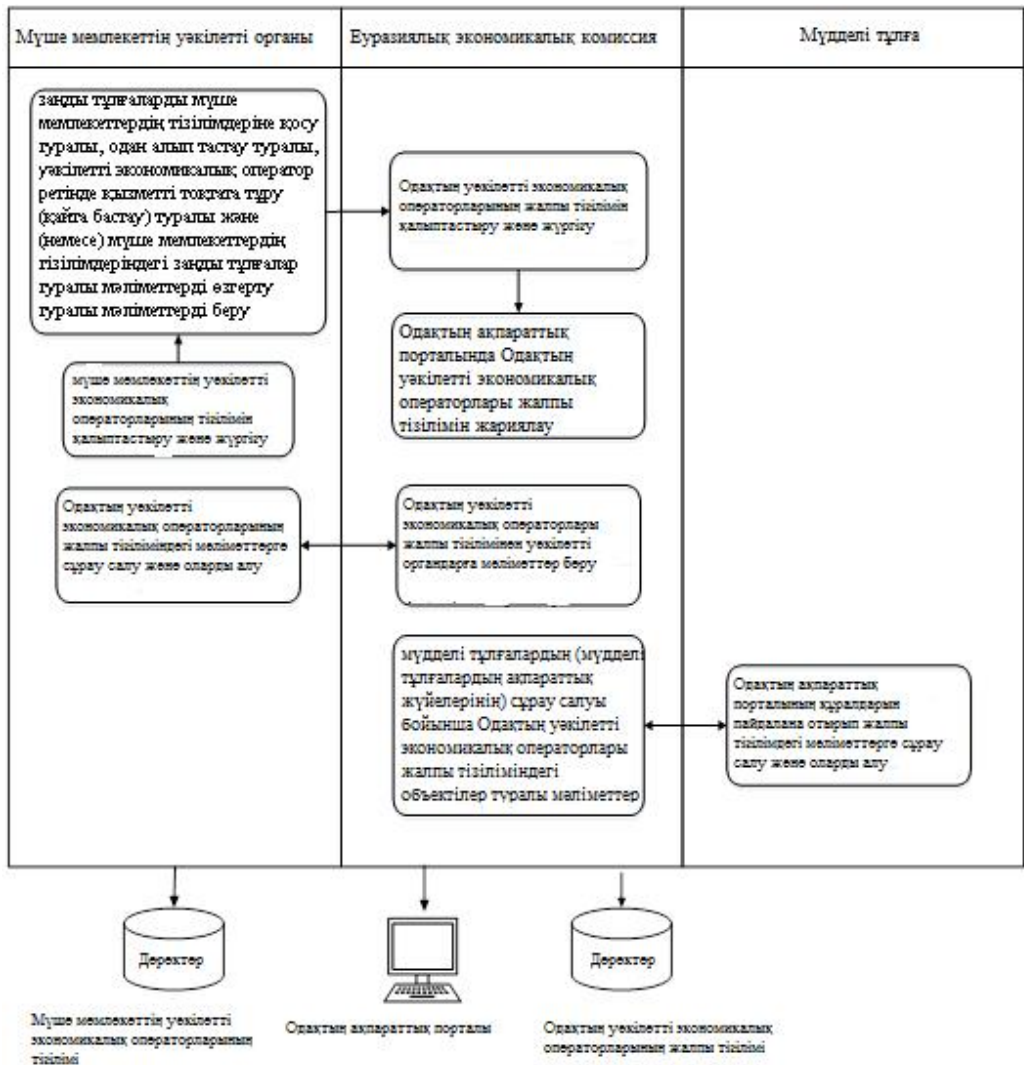 Мүше мемлекеттің уәкілетті органы
Еуразиялық экономикалық комиссия
Мүдделі тұлға
заңды тұлғаларды мүше
мемлекеттердің тізілімдеріне қосу
туралы, одан алып тастау туралы,
уәкілетті экономикалық оператор
ретінде қызметті тоқтата тұру
(қайта бастау) туралы және
(немесе) мүше мемлекеттердің
тізілімдеріндегі заңды тұлғалар
туралы мәліметтерді өзгерту
туралы мәліметтерді беру
мүше мемлекеттің уәкілетті
экономикалық
операторларының тізілімін
қалыптастыру және жүргізу
Одақтың уәкілетті
экономикалық операторларының
жалпы тізіліміндегі мәліметтерге
сұрау салу және оларды алу
Одақтың уәкілетті экономикалық
операторларының жалпы тізілімін
қалыптастыру және жүргізу
Одақтың ақпараттық
порталында Одақтың
уәкілетті экономикалық
операторлары жалпы
тізілімін жариялау
Одақтың уәкілетті
экономикалық операторлары
жалпы тізілімінен уәкілетті
органдарға мәліметтер беру
мүдделі тұлғалардың (мүдделі
тұлғалардың ақпараттық
жүйелерінің) сұрау салуы
бойынша Одақтың уәкілетті
экономикалық операторлары
жалпы тізіліміндегі
объектілер туралы мәліметтер
Одақтың ақпараттық
порталының құралдарын
пайдалана отырып жалпы
тізілімдегі мәліметтерге сұрау
салу және оларды алу
Деректер
Деректер
Мүше мемлекеттің уәкілетті
экономикалық операторларының
тізілімі
Одақтың ақпараттық порталы
Одақтың уәкілетті экономикалық
операторларының жалпы тізілімі